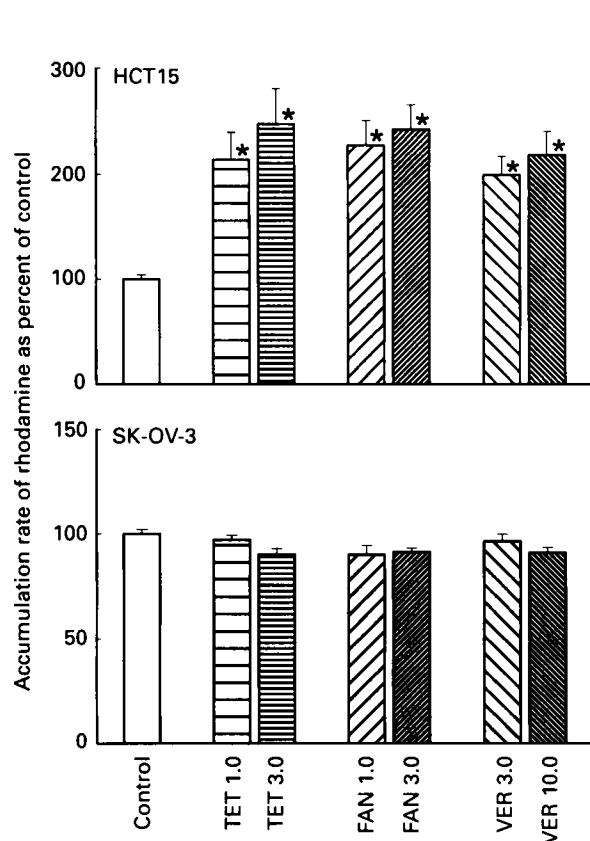 Accumulation rate of rhodamine as percent of control
300
HCT15
200
100
0
*
*
*
*
*
*
150
SK-OV-3
100
50
0
Control
TET 1.0
TET 3.0
FAN 1.0
FAN 3.0
VER 3.0
VER 10.0